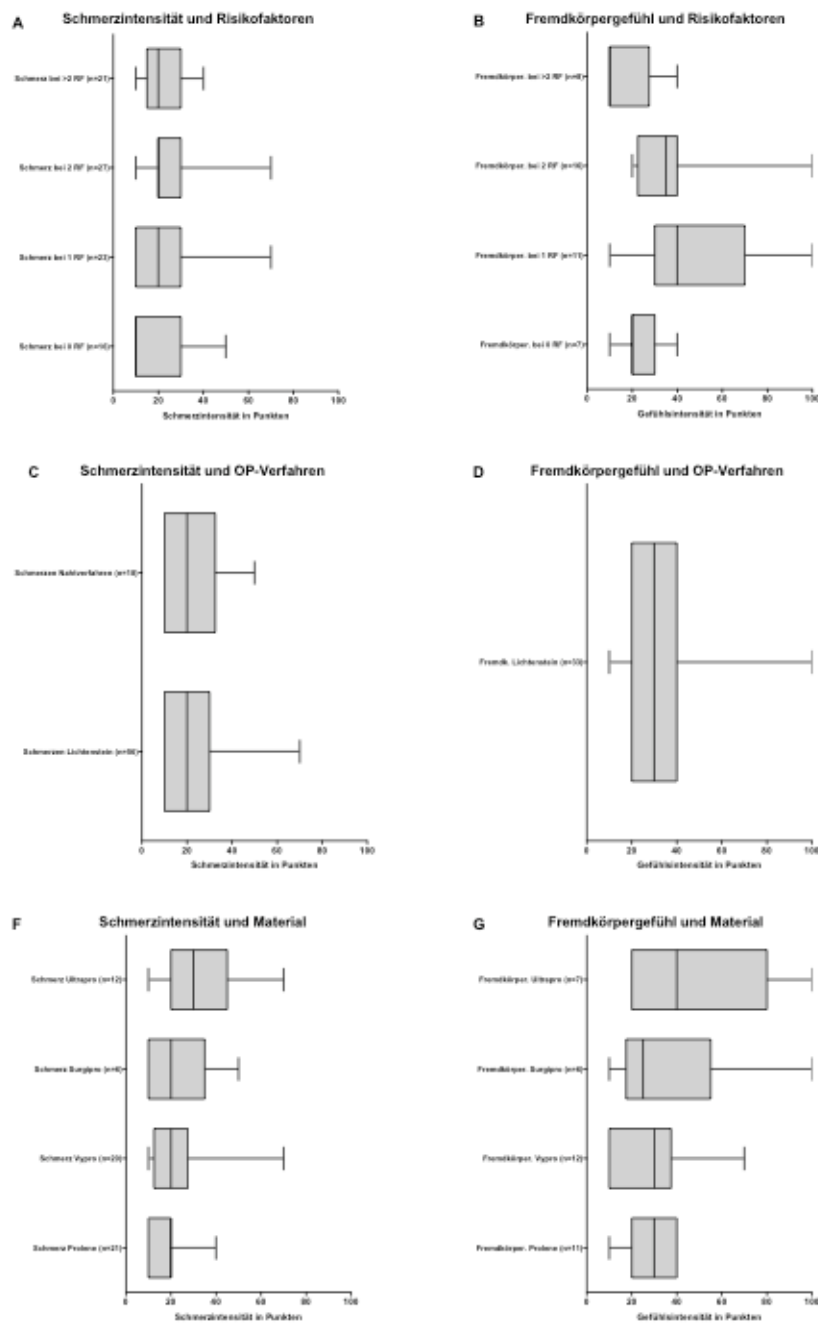 A Schmerzintensität und Risikofaktoren
Schmerz bei >2 RF (n=21)
Schmerz bei 2 RF (n=27)
Schmerz bei 1 RF (n=23)
Schmerz bei 0 RF
0 20 40 60 80 100
Schmerzintensität in Punkten
B Fremdkörpergefühl und Risikofaktoren
Fremdkörper. bei >2 RF
Fremdkörper. bei 2 RF
Fremdkörper. bei 1 RF (n=11)
Fremdkörper. bei 0 RF (n=7)
0 20 40 60 80 100
Gefühlsintensität in Punkten
C Schmerzintensität und OP-Verfahren
Schmerzen Nahtverfahren
Schmerzen Lichtenstein
0 20 40 60 80 100
Schmerzintensität in Punkten
D Fremdkörpergefühl und OP-Verfahren
Fremdk. Lichtenstein (n=33)
0 20 40 60 80 100
Gefühlsintensität in Punkten
F Schmerzintensität und Material
Schmerz Ultrapro (n=12)
Schmerz Surgipro
Schmerz Vypro (n=20)
Schmerz Prolene (n=21)
0 20 40 60 80 100
Schmerzintensität in Punkten
G Fremdkörpergefühl und Material
Fremdkörper. Ultrapro (n=7)
Fremdkörper. Surgipro
Fremdkörper. Vypro (n=12)
Fremdkörper. Prolene (n=11)
0 20 40 60 80 100
Gefühlsintensität in Punkten